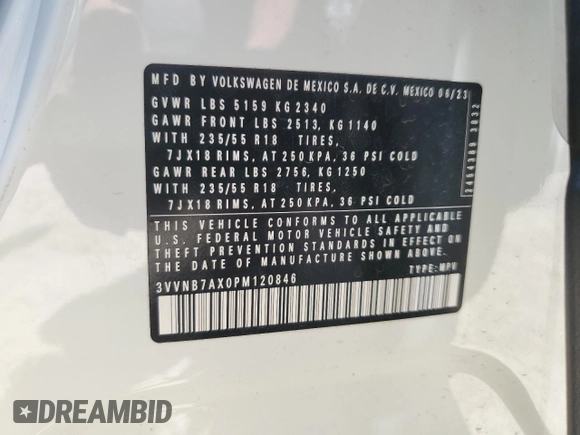 MFD BY VOLKSWAGEN DE MEXICO S.A. DE C.V. MEXICO 06/23
GVWR LBS 5159 KG 2340
GAWR FRONT LBS 2513, KG 1140
WITH 235/55 R18 TIRES,
7JX18 RIMS, AT 250 KPA, 36 PSI COLD
GAWR REAR LBS 2756, KG 1250
WITH 235/55 R18 TIRES,
7JX18 RIMS, AT 250 KPA, 36 PSI COLD
THIS VEHICLE CONFORMS TO ALL APPLICABLE
U.S. FEDERAL MOTOR VEHICLE SAFETY AND
THEFT PREVENTION STANDARDS IN EFFECT ON
THE DATE OF MANUFACTURE SHOWN ABOVE.
3VVNB7AX0PM120846 TYPE: MPV
2464389 3032
DREAMBID